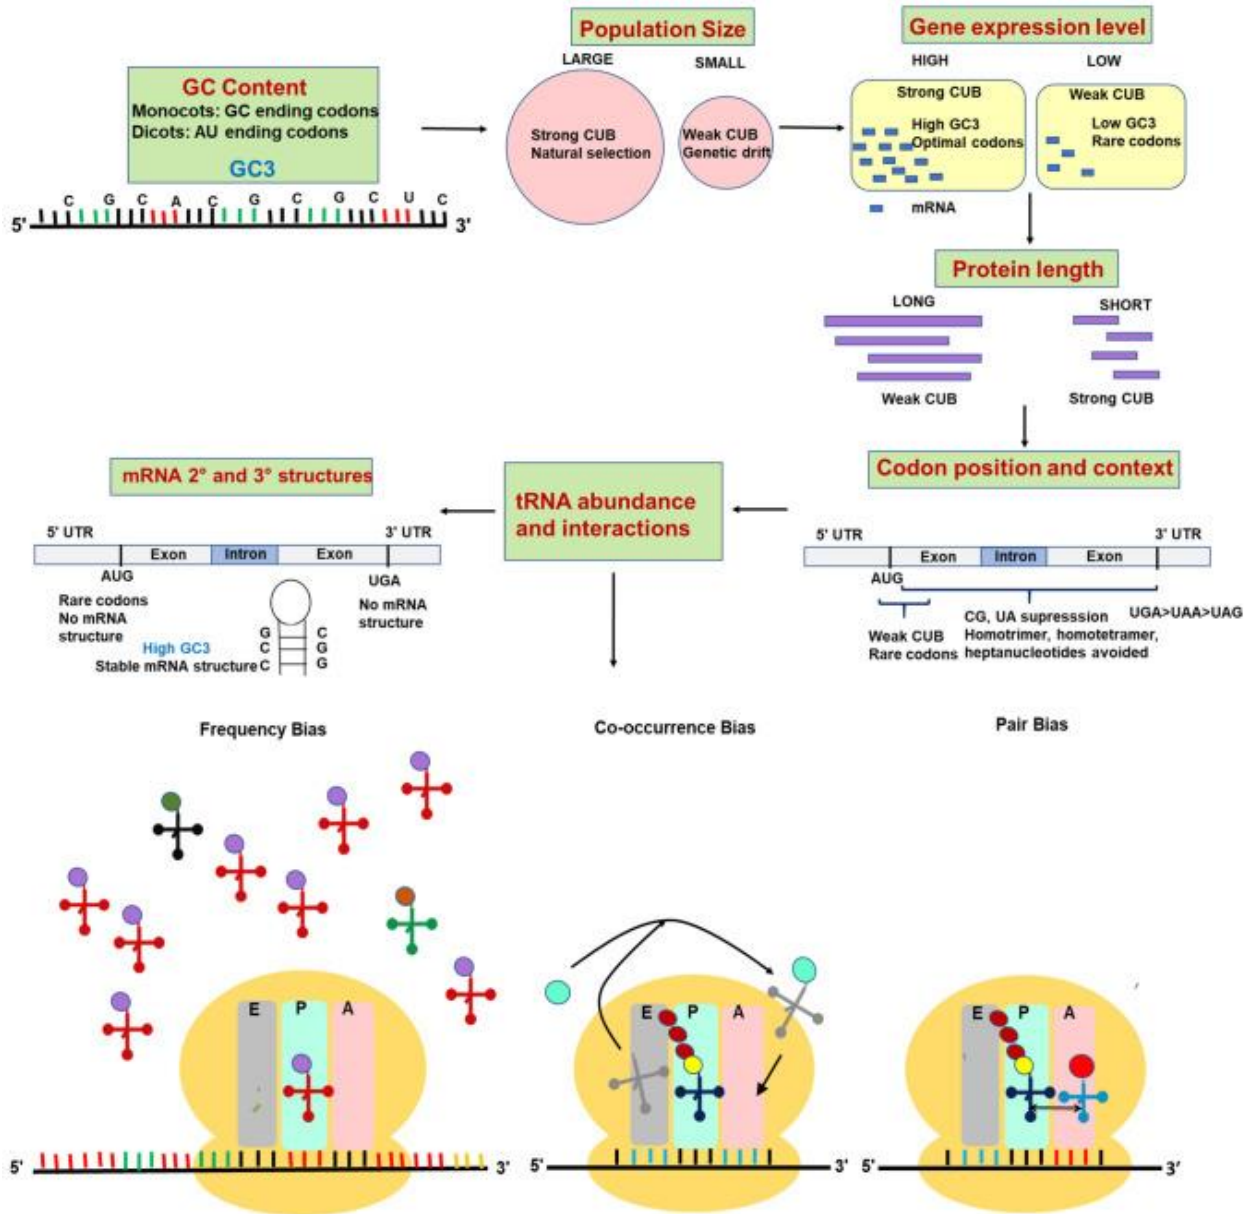 GC Content
Monocots: GC ending codons
Dicots: AU ending codons
GC3
C G C A C G C G C U C
5' 3'
Population Size
LARGE SMALL
Strong CUB
Natural selection
Weak CUB
Genetic drift
Gene expression level
HIGH LOW
Strong CUB
High GC3
Optimal codons
Weak CUB
Low GC3
Rare codons
mRNA
Protein length
LONG SHORT
Weak CUB Strong CUB
Codon position and context
5' UTR 3' UTR
Exon Intron Exon
AUG
Weak CUB
Rare codons
CG, UA supresssion
Homotrimer, homotetramer,
heptanucleotides avoided
UGA>UAA>UAG
tRNA abundance
and interactions
mRNA 2° and 3° structures
5' UTR 3' UTR
Exon Intron Exon
AUG UGA
Rare codons
No mRNA
structure
No mRNA
structure
High GC3
Stable mRNA structure
G C
C G
C G
Frequency Bias
E P A
5' 3'
Co-occurrence Bias
E P A
5' 3'
Pair Bias
E P A
5' 3'